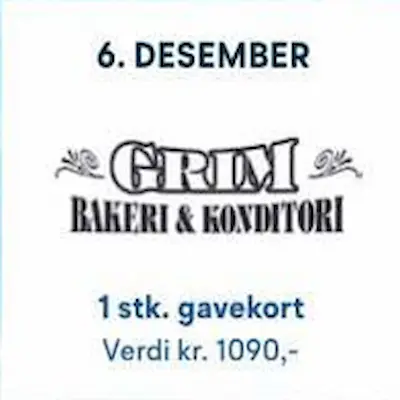 6. DESEMBER
GRIM
BAKERI & KONDITORI
1 stk. gavekort
Verdi kr. 1090,-